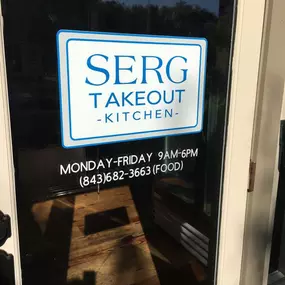 SERG
TAKEOUT
-KITCHEN-
MONDAY-FRIDAY 9AM-6PM
(843)682-3663(FOOD)